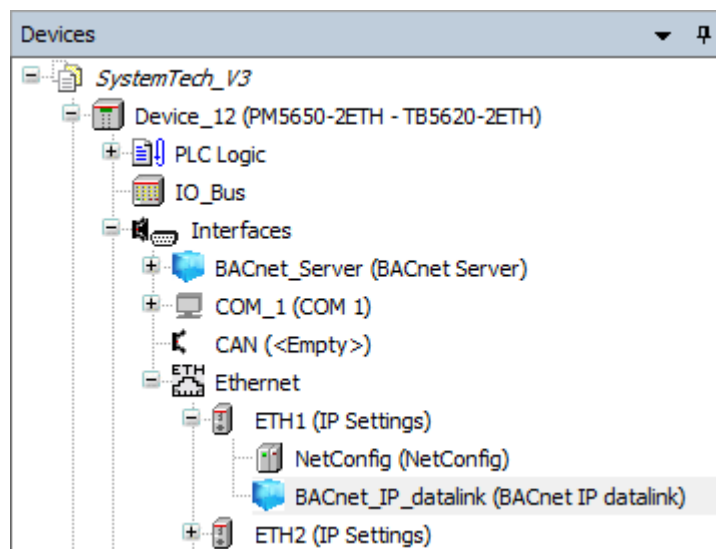 Devices
SystemTech_V3
Device_12 (PM5650-2ETH - TB5620-2ETH)
PLC Logic
IO_Bus
Interfaces
BACnet_Server (BACnet Server)
COM_1 (COM 1)
CAN (<Empty>)
ETH
Ethernet
ETH1 (IP Settings)
NetConfig (NetConfig)
BACnet_IP_datalink (BACnet IP datalink)
ETH2 (IP Settings)